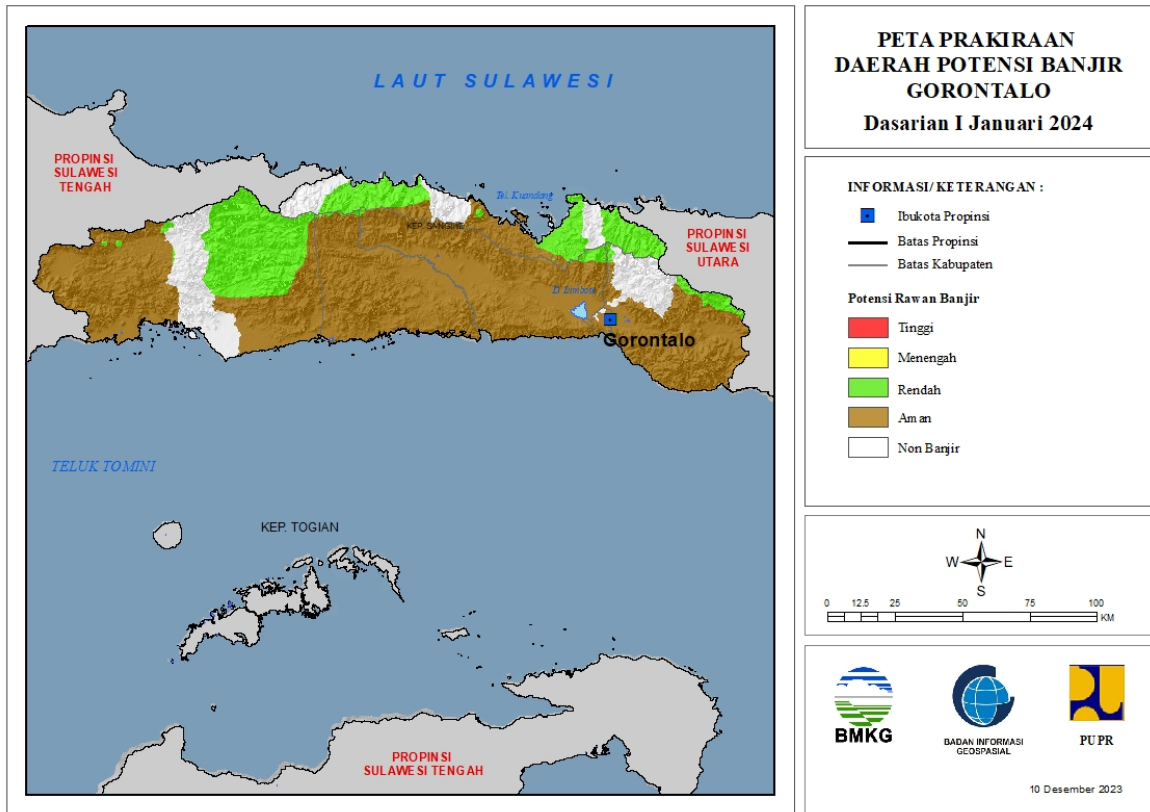 LAUT SULAWESI
PROPINSI
SULAWESI
TENGAH
Tel. Kuandang
KEP. SANGIHE
PROPINSI
SULAWESI
UTARA
D. Limboto
Gorontalo
TELUK TOMINI
KEP. TOGIAN
PROPINSI
SULAWESI TENGAH
PETA PRAKIRAAN
DAERAH POTENSI BANJIR
GORONTALO
Dasarian I Januari 2024
INFORMASI/ KETERANGAN :
Ibukota Propinsi
Batas Propinsi
Batas Kabupaten
Potensi Rawan Banjir
Tinggi
Menengah
Rendah
Aman
Non Banjir
N
W E
S
0 12.5 25 50 75 100
KM
BMKG
BADAN INFORMASI
GEOSPASIAL
PUPR
10 Desember 2023